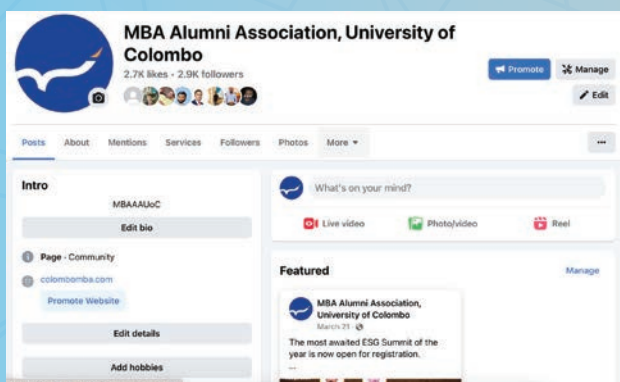 MBA Alumni Association, University of
Colombo
2.7K likes • 2.9K followers
Promote
Manage
Edit
Posts About Mentions Services Followers Photos More
...
Intro
MBAAAUoC
Edit bio
Page · Community
colombomba.com
Promote Website
Edit details
Add hobbies
What's on your mind?
Live video Photo/video Reel
Featured
Manage
MBA Alumni Association,
University of Colombo
March 21 ·
The most awaited ESG Summit of the
year is now open for registration.
...